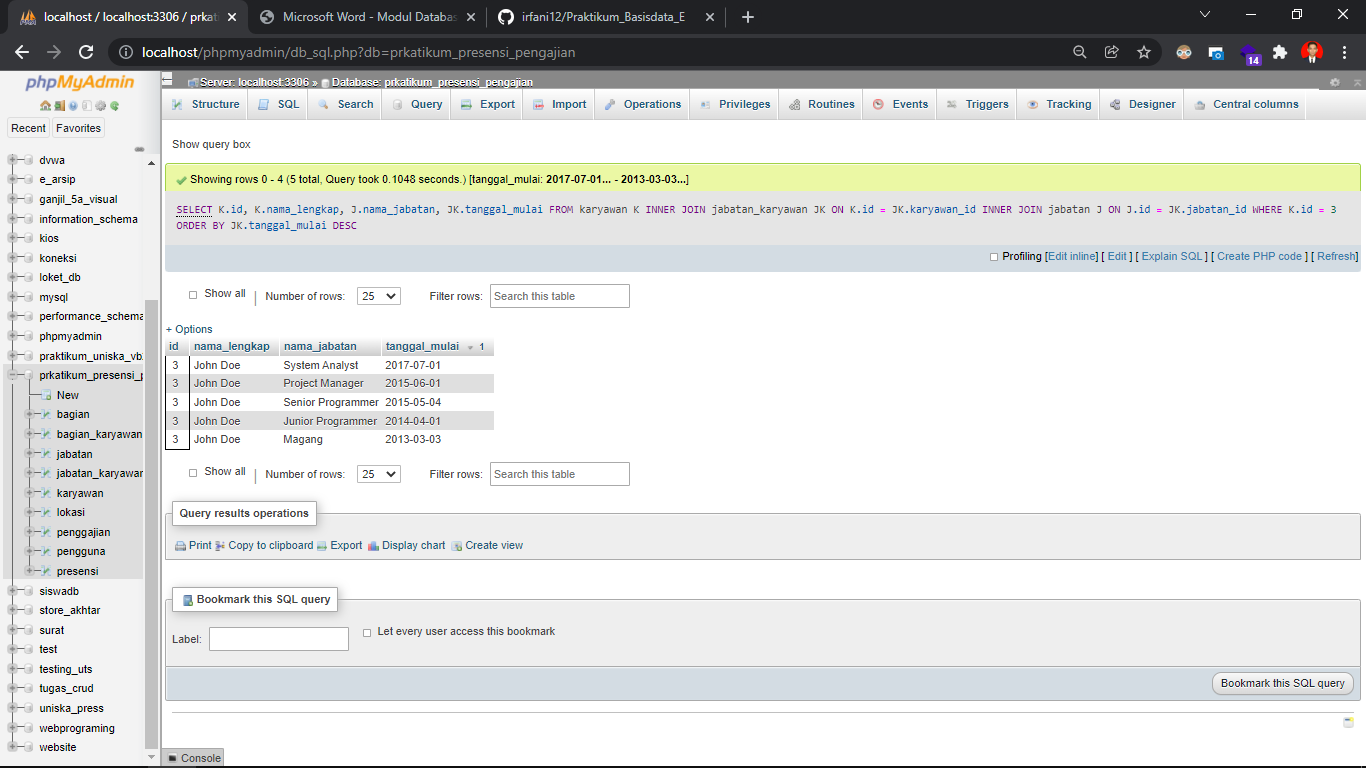 localhost / localhost:3306 / prkat
Microsoft Word - Modul Databas
irfani12/Praktikum_Basisdata_E
localhost/phpmyadmin/db_sql.php?db=prkatikum_presensi_pengajian
14
phpMyAdmin
Recent Favorites
dvwa
e_arsip
ganjil_5a_visual
information_schema
kios
koneksi
loket_db
mysql
performance_schema
phpmyadmin
praktikum_uniska_vb
prkatikum_presensi_p
New
bagian
bagian_karyawan
jabatan
jabatan_karyawan
karyawan
lokasi
penggajian
pengguna
presensi
siswadb
store_akhtar
surat
test
testing_uts
tugas_crud
uniska_press
webprograming
website
Server: localhost:3306 » Database: prkatikum_presensi_pengajian
Structure SQL Search Query Export Import Operations Privileges Routines Events Triggers Tracking Designer Central columns
Show query box
Showing rows 0 - 4 (5 total, Query took 0.1048 seconds.) [tanggal_mulai: 2017-07-01... - 2013-03-03...]
SELECT K.id, K.nama_lengkap, J.nama_jabatan, JK.tanggal_mulai FROM karyawan K INNER JOIN jabatan_karyawan JK ON K.id = JK.karyawan_id INNER JOIN jabatan J ON J.id = JK.jabatan_id WHERE K.id = 3
ORDER BY JK.tanggal_mulai DESC
Profiling [Edit inline] [ Edit ] [ Explain SQL ] [ Create PHP code ] [ Refresh]
Show all | Number of rows: 25 Filter rows: Search this table
+ Options
id nama_lengkap nama_jabatan tanggal_mulai 1
3 John Doe System Analyst 2017-07-01
3 John Doe Project Manager 2015-06-01
3 John Doe Senior Programmer 2015-05-04
3 John Doe Junior Programmer 2014-04-01
3 John Doe Magang 2013-03-03
Show all | Number of rows: 25 Filter rows: Search this table
Query results operations
Print Copy to clipboard Export Display chart Create view
Bookmark this SQL query
Label: Let every user access this bookmark
Bookmark this SQL query
Console